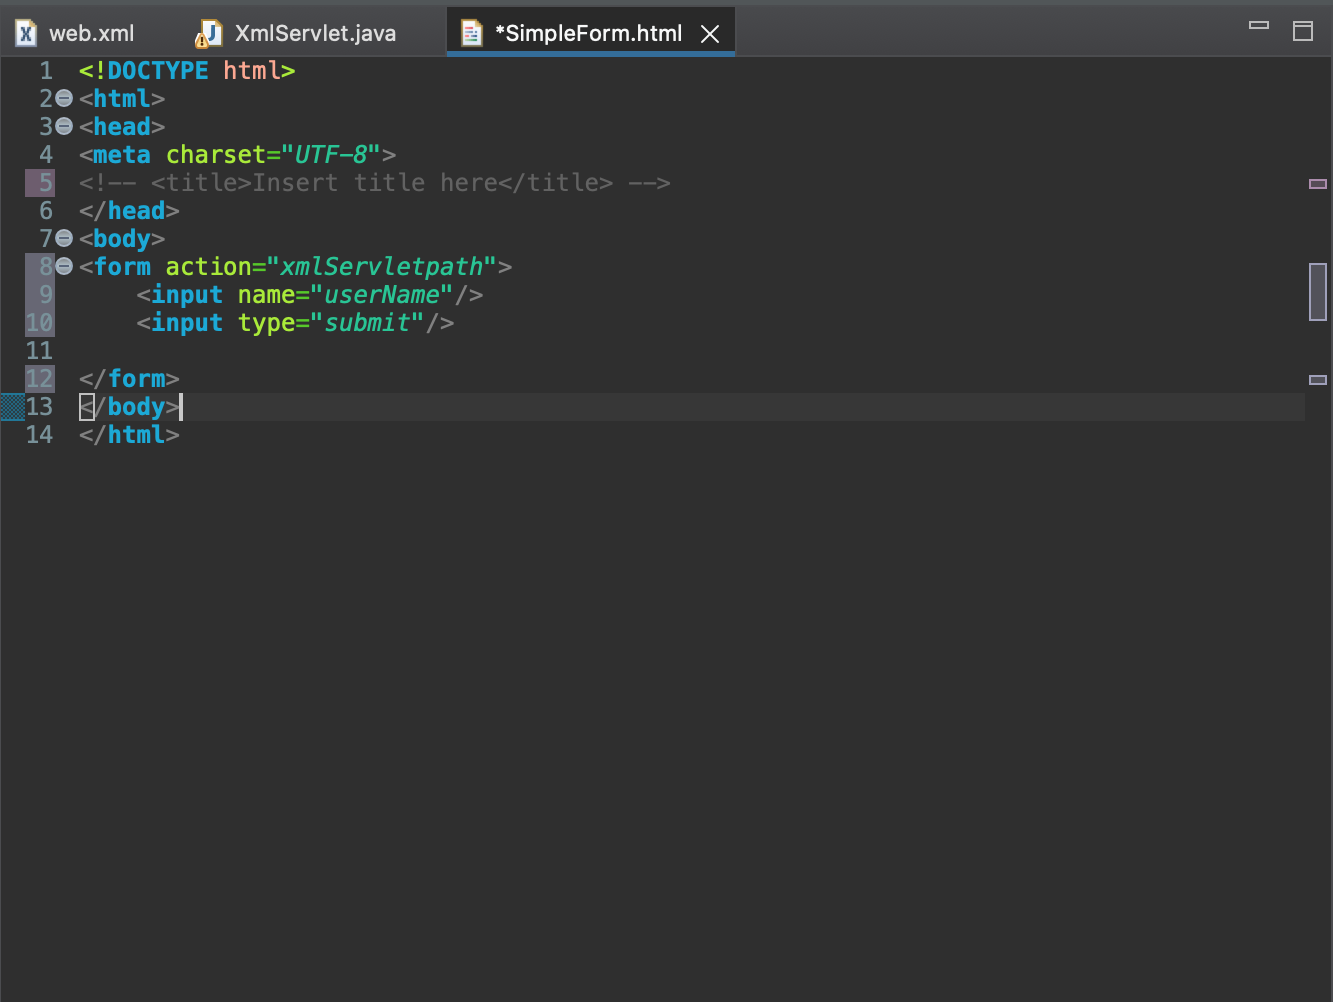 web.xml XmlServlet.java *SimpleForm.html
1 <!DOCTYPE html>
2 <html>
3 <head>
4 <meta charset="UTF-8">
5 <!-- <title>Insert title here</title> -->
6 </head>
7 <body>
8 <form action="xmlServletpath">
9     <input name="userName"/>
10     <input type="submit"/>
11
12 </form>
13 </body>
14 </html>